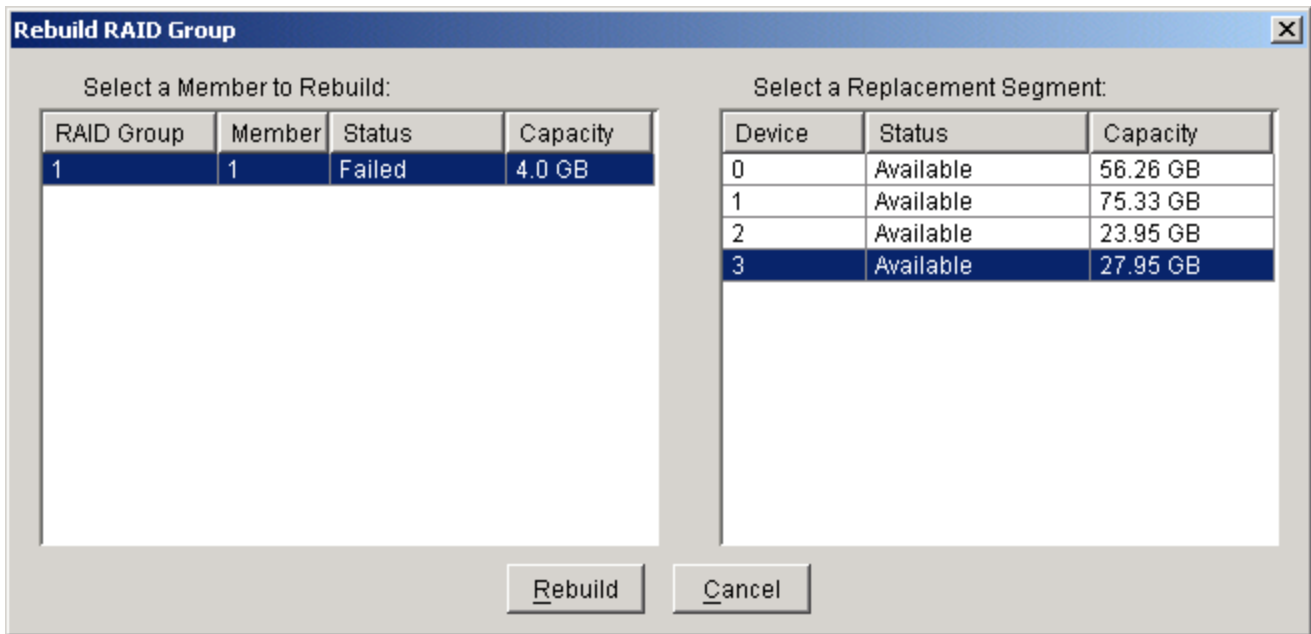 Rebuild RAID Group
Select a Member to Rebuild:
RAID Group Member Status Capacity
1 1 Failed 4.0 GB
Select a Replacement Segment:
Device Status Capacity
0 Available 56.26 GB
1 Available 75.33 GB
2 Available 23.95 GB
3 Available 27.95 GB
Rebuild Cancel